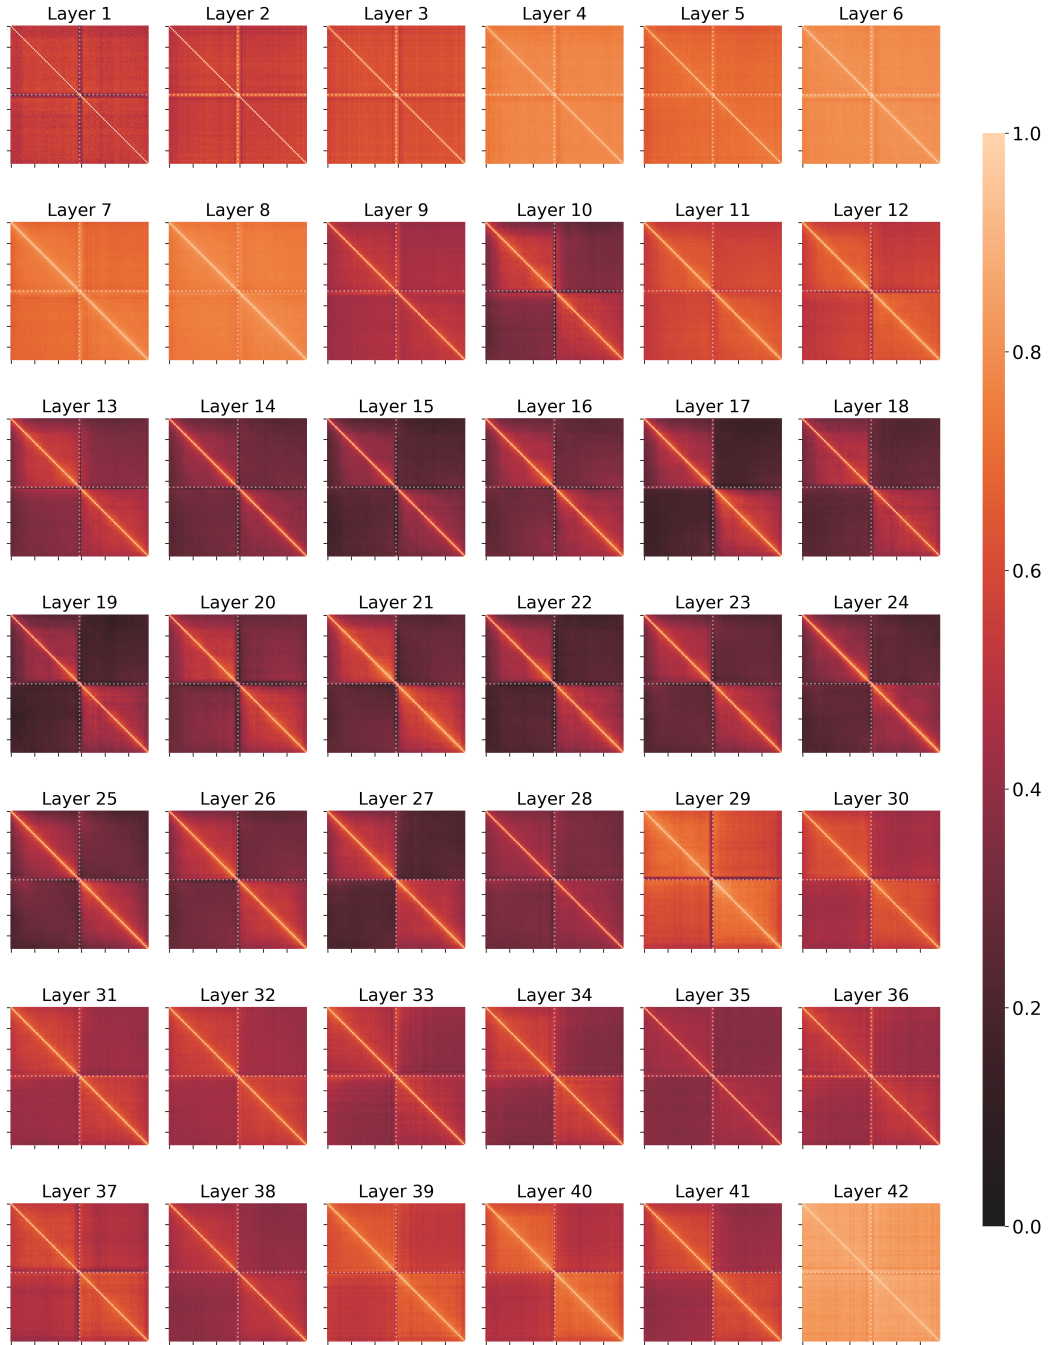 Layer 1 Layer 2 Layer 3 Layer 4 Layer 5 Layer 6
1.0
Layer 7 Layer 8 Layer 9 Layer 10 Layer 11 Layer 12
0.8
Layer 13 Layer 14 Layer 15 Layer 16 Layer 17 Layer 18
0.6
Layer 19 Layer 20 Layer 21 Layer 22 Layer 23 Layer 24
0.4
Layer 25 Layer 26 Layer 27 Layer 28 Layer 29 Layer 30
Layer 31 Layer 32 Layer 33 Layer 34 Layer 35 Layer 36
0.2
Layer 37 Layer 38 Layer 39 Layer 40 Layer 41 Layer 42
0.0